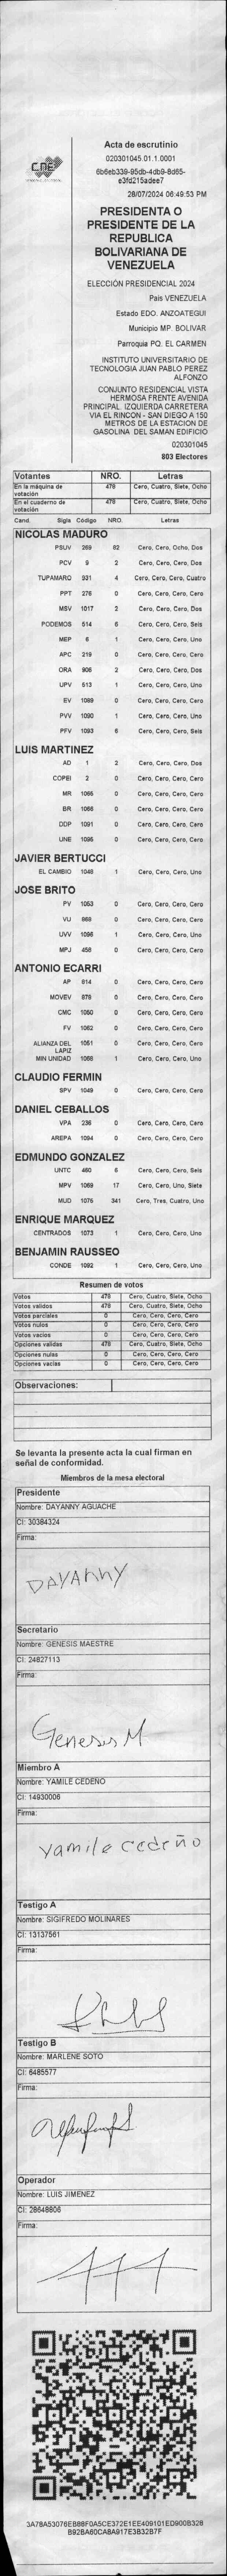 CNE
Acta de escrutinio
020301045.01.1.0001
6b6eb339-95db-4db9-8d65-
e3fd215adee7
28/07/2024 06:49:53 PM
PRESIDENTA O
PRESIDENTE DE LA
REPUBLICA
BOLIVARIANA DE
VENEZUELA
ELECCIÓN PRESIDENCIAL 2024
País VENEZUELA
Estado EDO. ANZOATEGUI
Municipio MP. BOLIVAR
Parroquia PQ. EL CARMEN
INSTITUTO UNIVERSITARIO DE
TECNOLOGIA JUAN PABLO PEREZ
ALFONZO
CONJUNTO RESIDENCIAL VISTA
HERMOSA FRENTE AVENIDA
PRINCIPAL. IZQUIERDA CARRETERA
VIA EL RINCON - SAN DIEGO A 150
METROS DE LA ESTACION DE
GASOLINA DEL SAMAN EDIFICIO
020301045
803 Electores
Votantes NRO. Letras
En la máquina de votación 478 Cero, Cuatro, Siete, Ocho
En el cuaderno de votación 478 Cero, Cuatro, Siete, Ocho
Cand. Sigla Código NRO. Letras
NICOLAS MADURO
PSUV 269 82 Cero, Cero, Ocho, Dos
PCV 9 2 Cero, Cero, Cero, Dos
TUPAMARO 931 4 Cero, Cero, Cero, Cuatro
PPT 276 0 Cero, Cero, Cero, Cero
MSV 1017 2 Cero, Cero, Cero, Dos
PODEMOS 514 6 Cero, Cero, Cero, Seis
MEP 6 1 Cero, Cero, Cero, Uno
APC 219 0 Cero, Cero, Cero, Cero
ORA 906 2 Cero, Cero, Cero, Dos
UPV 513 1 Cero, Cero, Cero, Uno
EV 1089 0 Cero, Cero, Cero, Cero
PVV 1090 1 Cero, Cero, Cero, Uno
PFV 1093 6 Cero, Cero, Cero, Seis
LUIS MARTINEZ
AD 1 2 Cero, Cero, Cero, Dos
COPEI 2 0 Cero, Cero, Cero, Cero
MR 1065 0 Cero, Cero, Cero, Cero
BR 1066 0 Cero, Cero, Cero, Cero
DDP 1091 0 Cero, Cero, Cero, Cero
UNE 1095 0 Cero, Cero, Cero, Cero
JAVIER BERTUCCI
EL CAMBIO 1048 1 Cero, Cero, Cero, Uno
JOSE BRITO
PV 1053 0 Cero, Cero, Cero, Cero
VU 968 0 Cero, Cero, Cero, Cero
UVV 1096 1 Cero, Cero, Cero, Uno
MPJ 458 0 Cero, Cero, Cero, Cero
ANTONIO ECARRI
AP 814 0 Cero, Cero, Cero, Cero
MOVEV 878 0 Cero, Cero, Cero, Cero
CMC 1050 0 Cero, Cero, Cero, Cero
FV 1062 0 Cero, Cero, Cero, Cero
ALIANZA DEL LAPIZ 1051 0 Cero, Cero, Cero, Cero
MIN UNIDAD 1068 1 Cero, Cero, Cero, Uno
CLAUDIO FERMIN
SPV 1049 0 Cero, Cero, Cero, Cero
DANIEL CEBALLOS
VPA 236 0 Cero, Cero, Cero, Cero
AREPA 1094 0 Cero, Cero, Cero, Cero
EDMUNDO GONZALEZ
UNTC 460 6 Cero, Cero, Cero, Seis
MPV 1069 17 Cero, Cero, Uno, Siete
MUD 1075 341 Cero, Tres, Cuatro, Uno
ENRIQUE MARQUEZ
CENTRADOS 1073 1 Cero, Cero, Cero, Uno
BENJAMIN RAUSSEO
CONDE 1092 1 Cero, Cero, Cero, Uno
Resumen de votos
Votos 478 Cero, Cuatro, Siete, Ocho
Votos validos 478 Cero, Cuatro, Siete, Ocho
Votos parciales 0 Cero, Cero, Cero, Cero
Votos nulos 0 Cero, Cero, Cero, Cero
Votos vacios 0 Cero, Cero, Cero, Cero
Opciones validas 478 Cero, Cuatro, Siete, Ocho
Opciones nulas 0 Cero, Cero, Cero, Cero
Opciones vacias 0 Cero, Cero, Cero, Cero
Observaciones:
Se levanta la presente acta la cual firman en
señal de conformidad.
Miembros de la mesa electoral
Presidente
Nombre: DAYANNY AGUACHE
CI: 30384324
Firma:
DAYANNY
Secretario
Nombre: GENESIS MAESTRE
CI: 24827113
Firma:
Genesis M
Miembro A
Nombre: YAMILE CEDEÑO
CI: 14930006
Firma:
Yamile Cedeño
Testigo A
Nombre: SIGIFREDO MOLINARES
CI: 13137561
Firma:
Testigo B
Nombre: MARLENE SOTO
CI: 6485577
Firma:
Operador
Nombre: LUIS JIMENEZ
CI: 28648806
Firma:
3A78A53076EB88F0A5CE372E1EE409101ED900B328
B92BA60CA8A917E3B32B7F